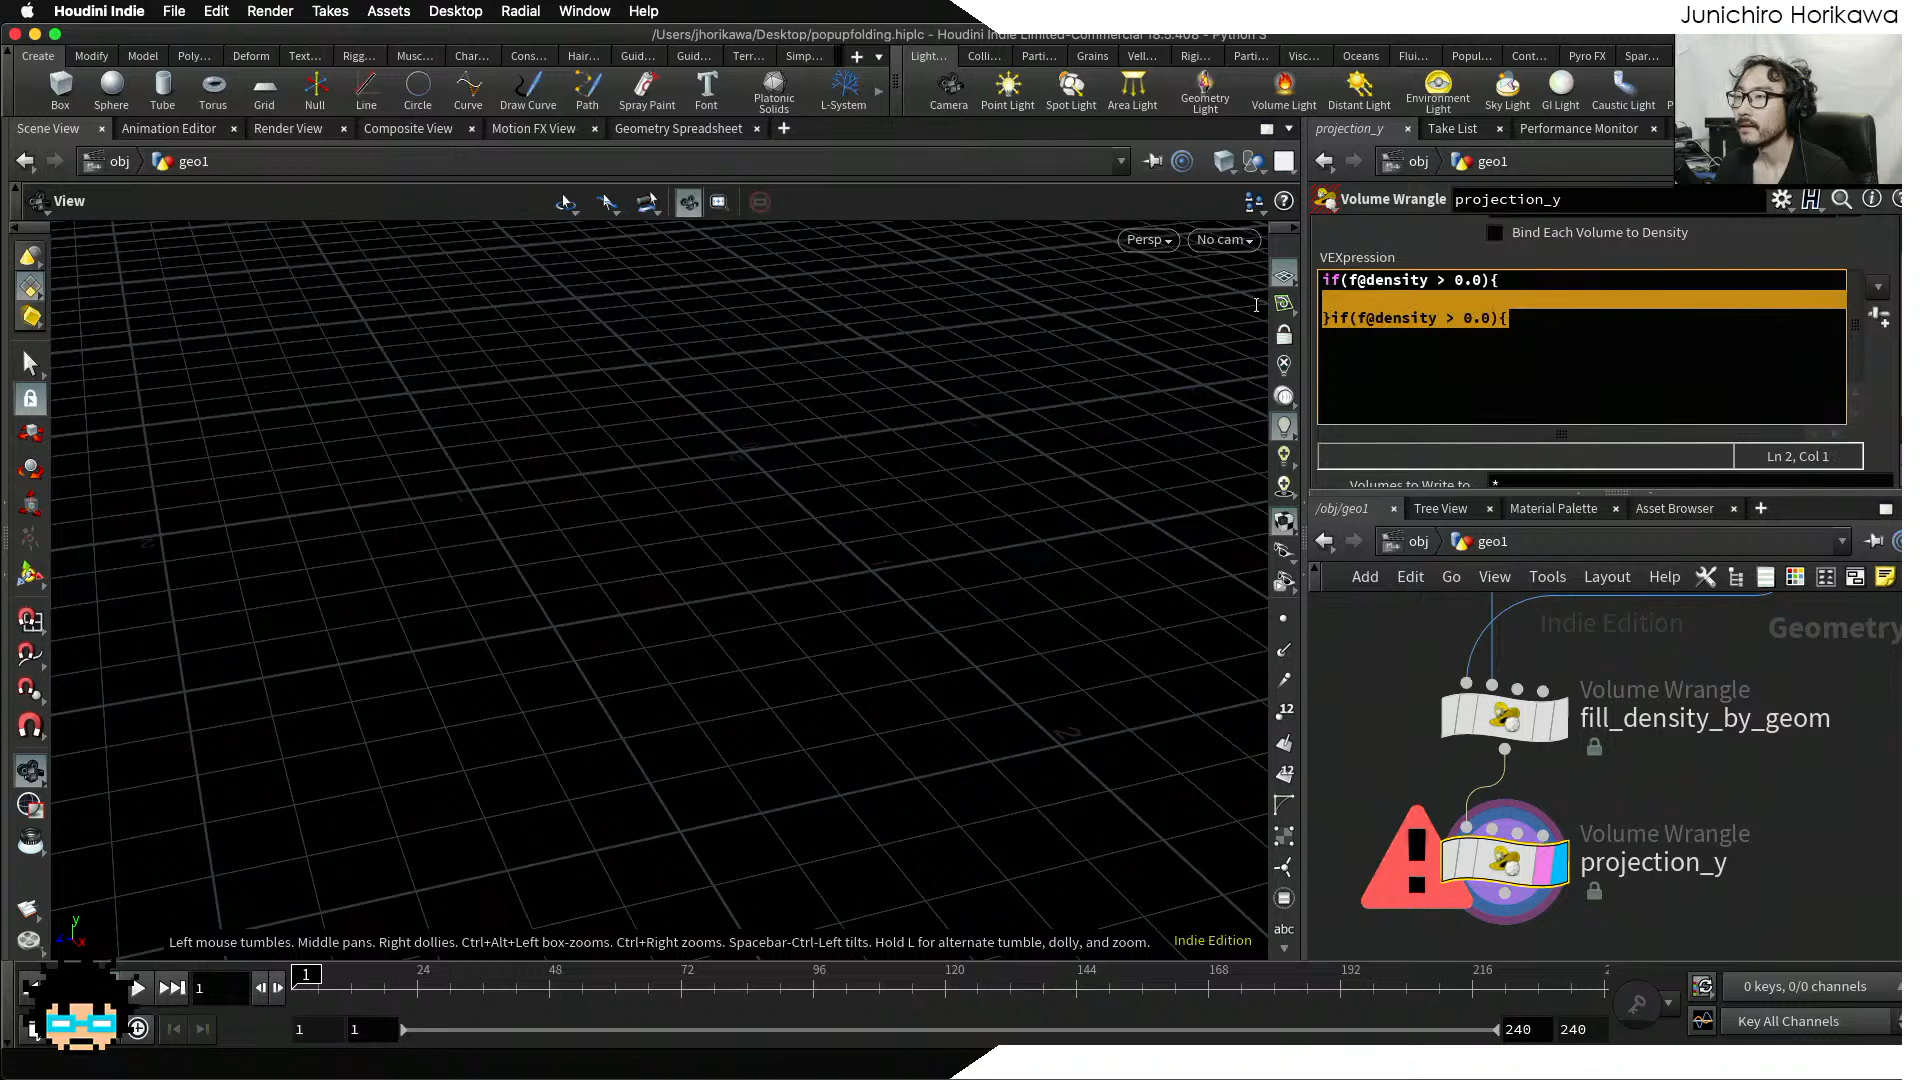 Houdini Indie File Edit Render Takes Assets Desktop Radial Window Help
Junichiro Horikawa
/Users/jhorikawa/Desktop/popupfolding.hiplc - Houdini Indie Limited-Commercial 18.5.408 - Python 3
Create Modify Model Poly... Deform Text... Rigg... Musc... Char... Cons... Hair... Guid... Guid... Terr... Simp...
Light... Colli... Parti... Grains Vell... Rigi... Parti... Visc... Oceans Flui... Popul... Cont... Pyro FX Spar...
Box Sphere Tube Torus Grid Null Line Circle Curve Draw Curve Path Spray Paint Font Platonic Solids L-System
Camera Point Light Spot Light Area Light Geometry Light Volume Light Distant Light Environment Light Sky Light GI Light Caustic Light
Scene View Animation Editor Render View Composite View Motion FX View Geometry Spreadsheet
projection_y Take List Performance Monitor
obj geo1
obj geo1
View
Volume Wrangle projection_y
Persp No cam
Bind Each Volume to Density
VEXpression
if(f@density > 0.0){
}if(f@density > 0.0){
Ln 2, Col 1
Volumes to Write to *
/obj/geo1 Tree View Material Palette Asset Browser
obj geo1
Add Edit Go View Tools Layout Help
Indie Edition
Geometry
Volume Wrangle
fill_density_by_geom
Volume Wrangle
projection_y
12
12
abc
y
x
z
Left mouse tumbles. Middle pans. Right dollies. Ctrl+Alt+Left box-zooms. Ctrl+Right zooms. Spacebar-Ctrl-Left tilts. Hold L for alternate tumble, dolly, and zoom.
Indie Edition
1 24 48 72 96 120 144 168 192 216 2
1
0 keys, 0/0 channels
1 1 240 240
Key All Channels